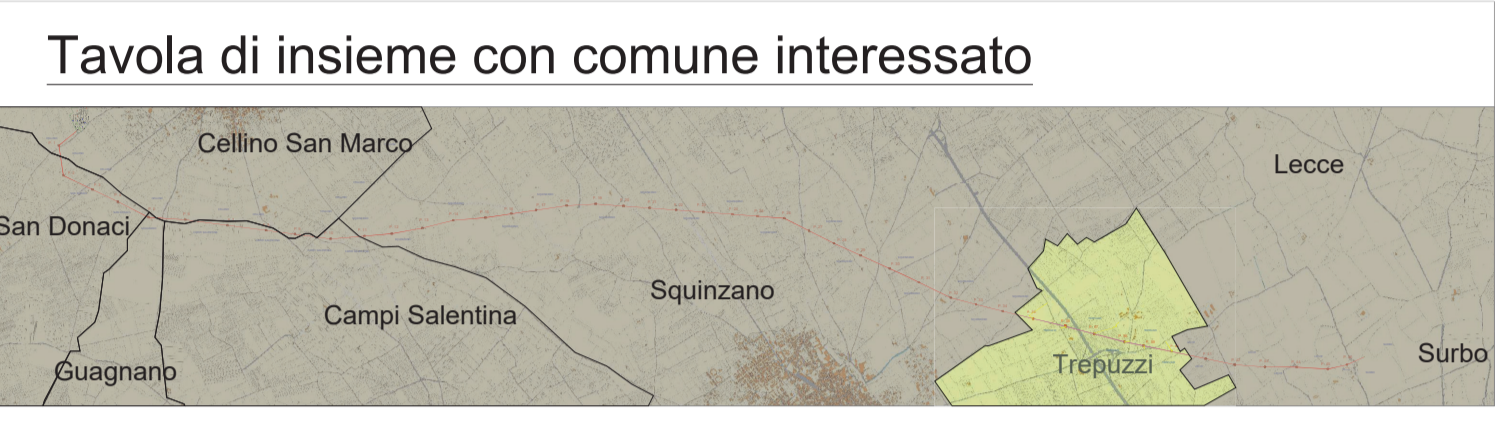 Tavola di insieme con comune interessato
Cellino San Marco
Lecce
San Donaci
Squinzano
Campi Salentina
Surbo
Trepuzzi
Guagnano